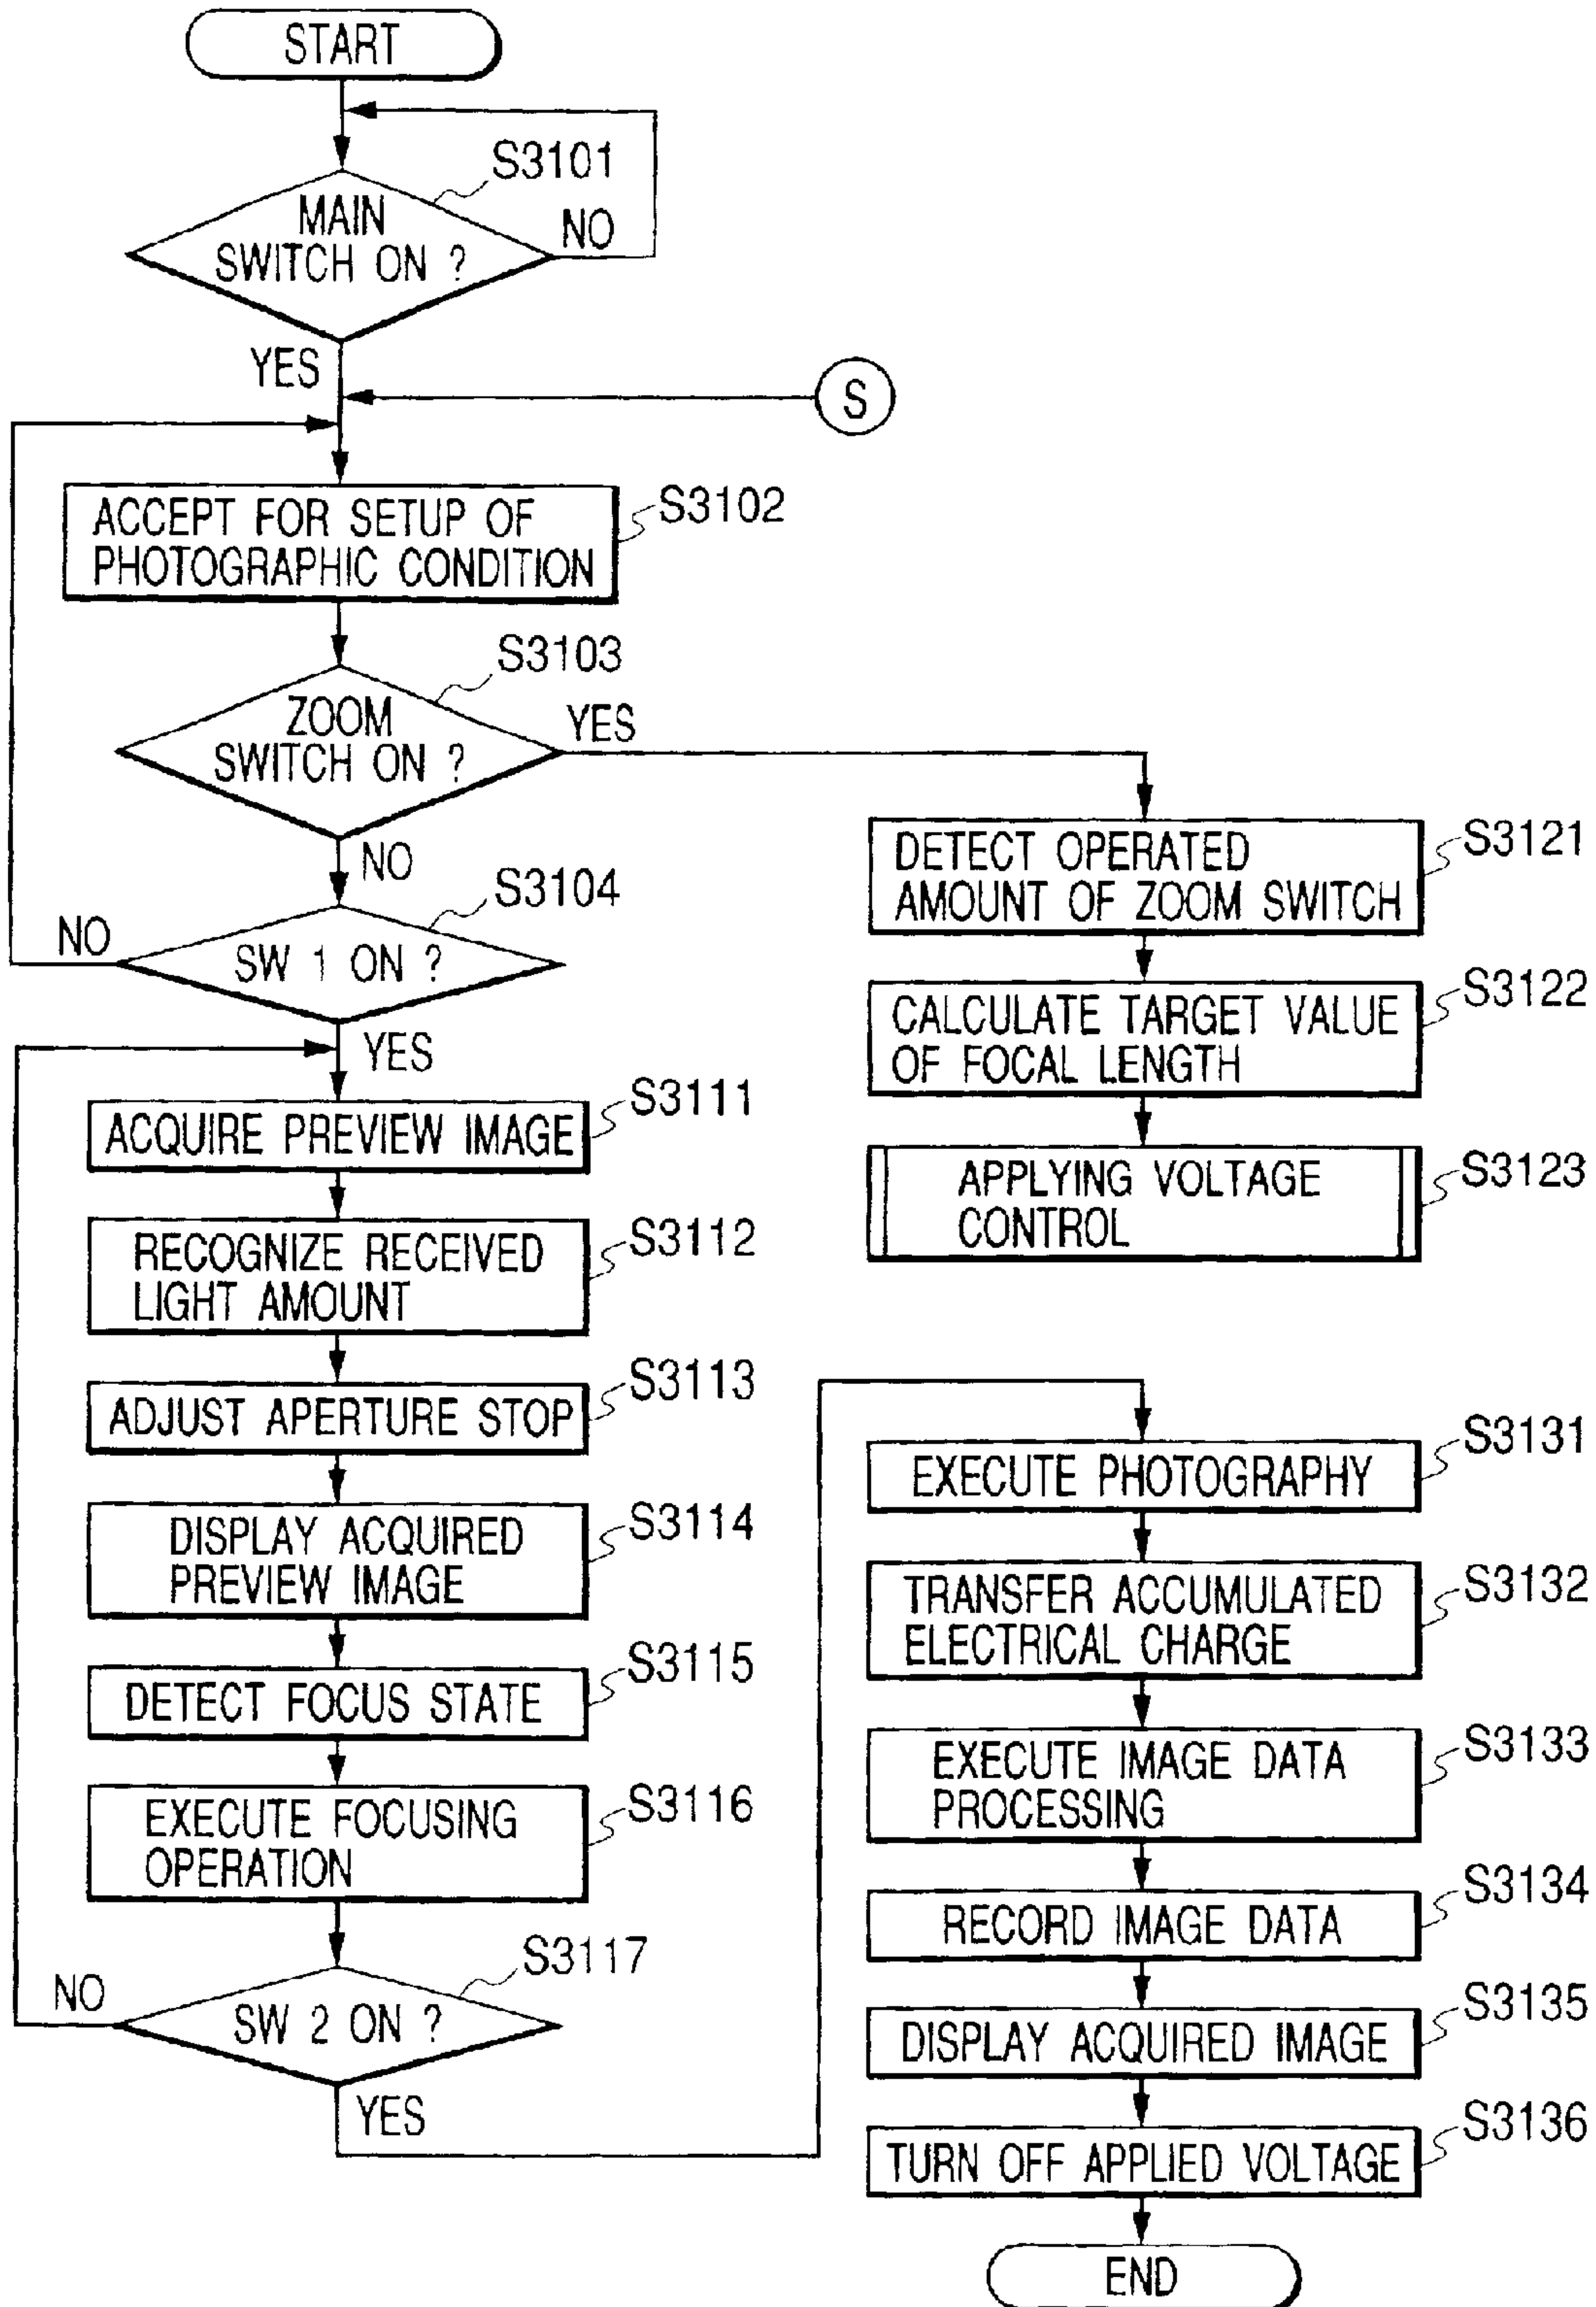 START
S3101
MAIN
SWITCH ON ?
NO
YES
S
S3102
ACCEPT FOR SETUP OF
PHOTOGRAPHIC CONDITION
S3103
ZOOM
SWITCH ON ?
YES
NO
S3104
SW 1 ON ?
NO
YES
S3111
ACQUIRE PREVIEW IMAGE
S3112
RECOGNIZE RECEIVED
LIGHT AMOUNT
S3113
ADJUST APERTURE STOP
S3114
DISPLAY ACQUIRED
PREVIEW IMAGE
S3115
DETECT FOCUS STATE
S3116
EXECUTE FOCUSING
OPERATION
S3117
SW 2 ON ?
NO
YES
S3121
DETECT OPERATED
AMOUNT OF ZOOM SWITCH
S3122
CALCULATE TARGET VALUE
OF FOCAL LENGTH
S3123
APPLYING VOLTAGE
CONTROL
S3131
EXECUTE PHOTOGRAPHY
S3132
TRANSFER ACCUMULATED
ELECTRICAL CHARGE
S3133
EXECUTE IMAGE DATA
PROCESSING
S3134
RECORD IMAGE DATA
S3135
DISPLAY ACQUIRED IMAGE
S3136
TURN OFF APPLIED VOLTAGE
END